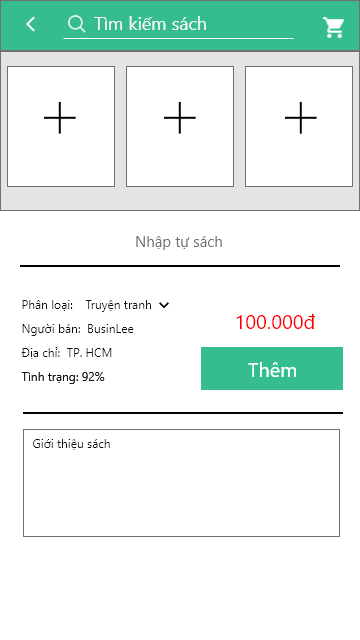 Tìm kiếm sách
Nhập tự sách
Phân loại: Truyện tranh
Người bán: BusinLee
100.000đ
Địa chỉ: TP. HCM
Thêm
Tình trạng: 92%
Giới thiệu sách